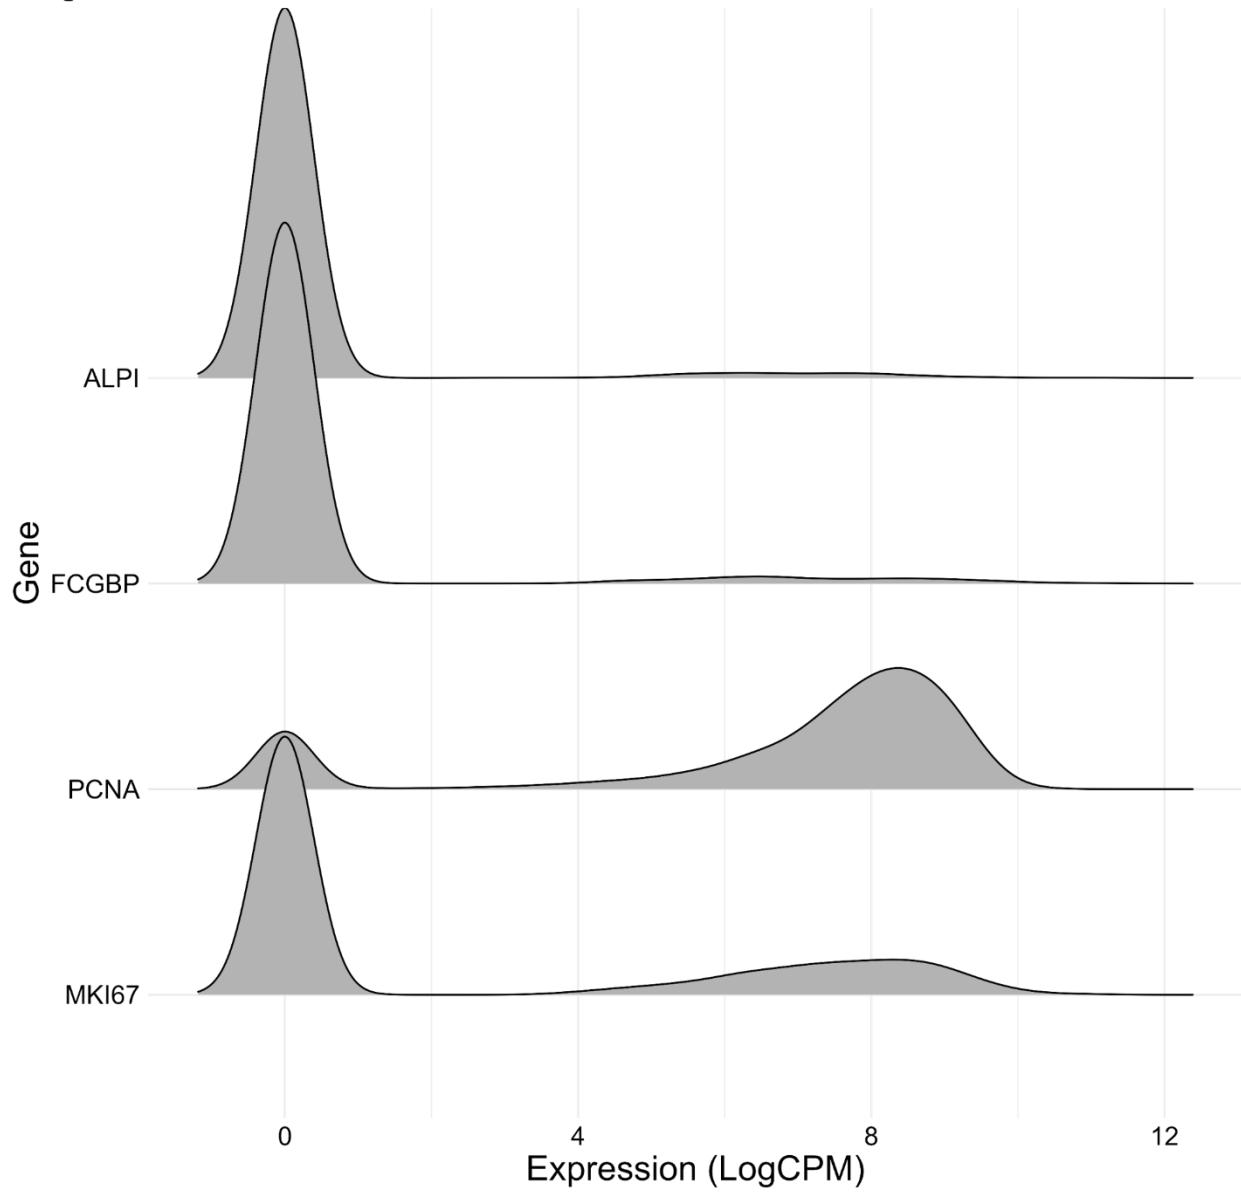 Gene
ALPI
FCGBP
PCNA
MKI67
0 4 8 12
Expression (LogCPM)